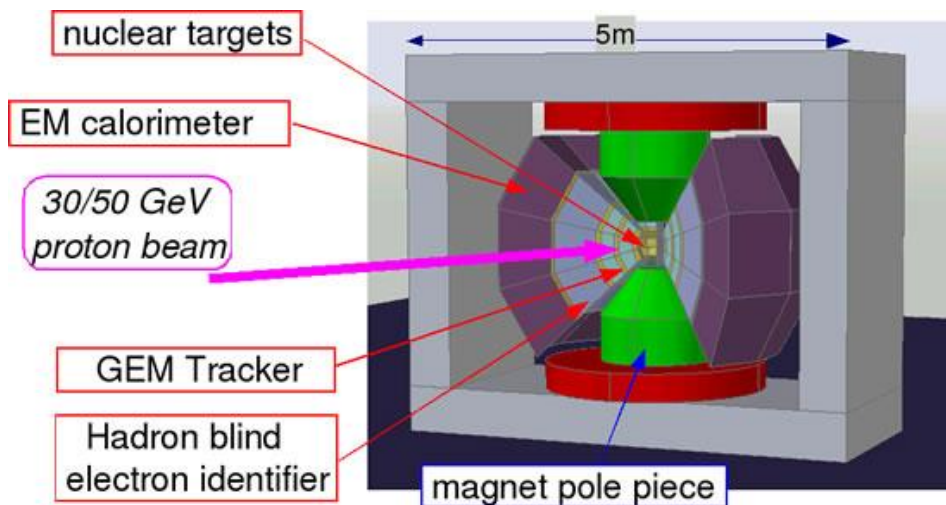 nuclear targets
5m
EM calorimeter
30/50 GeV
proton beam
GEM Tracker
Hadron blind
electron identifier
magnet pole piece